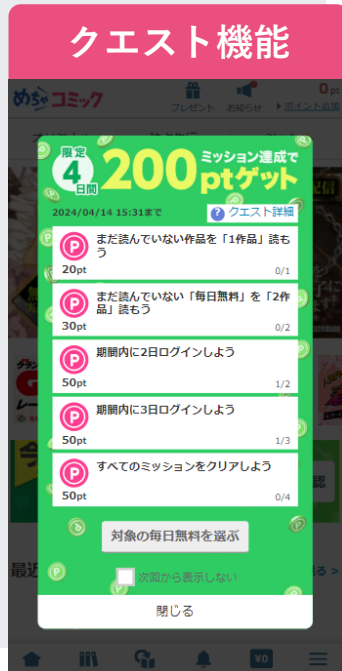 クエスト機能
めちゃコミック
プレゼント
お知らせ
0pt
ポイント追加
限定
4
日間
200
ミッション達成で
ptゲット
2024/04/14 15:31まで
? クエスト詳細
P
まだ読んでいない作品を「1作品」読も
う
20pt
0/1
P
まだ読んでいない「毎日無料」を「2作
品」読もう
30pt
0/2
P
期間内に2日ログインしよう
50pt
1/2
P
期間内に3日ログインしよう
50pt
1/3
P
すべてのミッションをクリアしよう
50pt
0/4
対象の毎日無料を選ぶ
次回から表示しない
閉じる
¥0